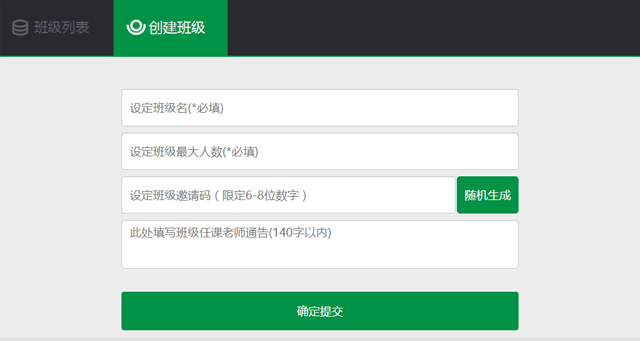 班级列表
创建班级
设定班级名(*必填)
设定班级最大人数(*必填)
设定班级邀请码（限定6-8位数字）
随机生成
此处填写班级任课老师通告(140字以内)
确定提交